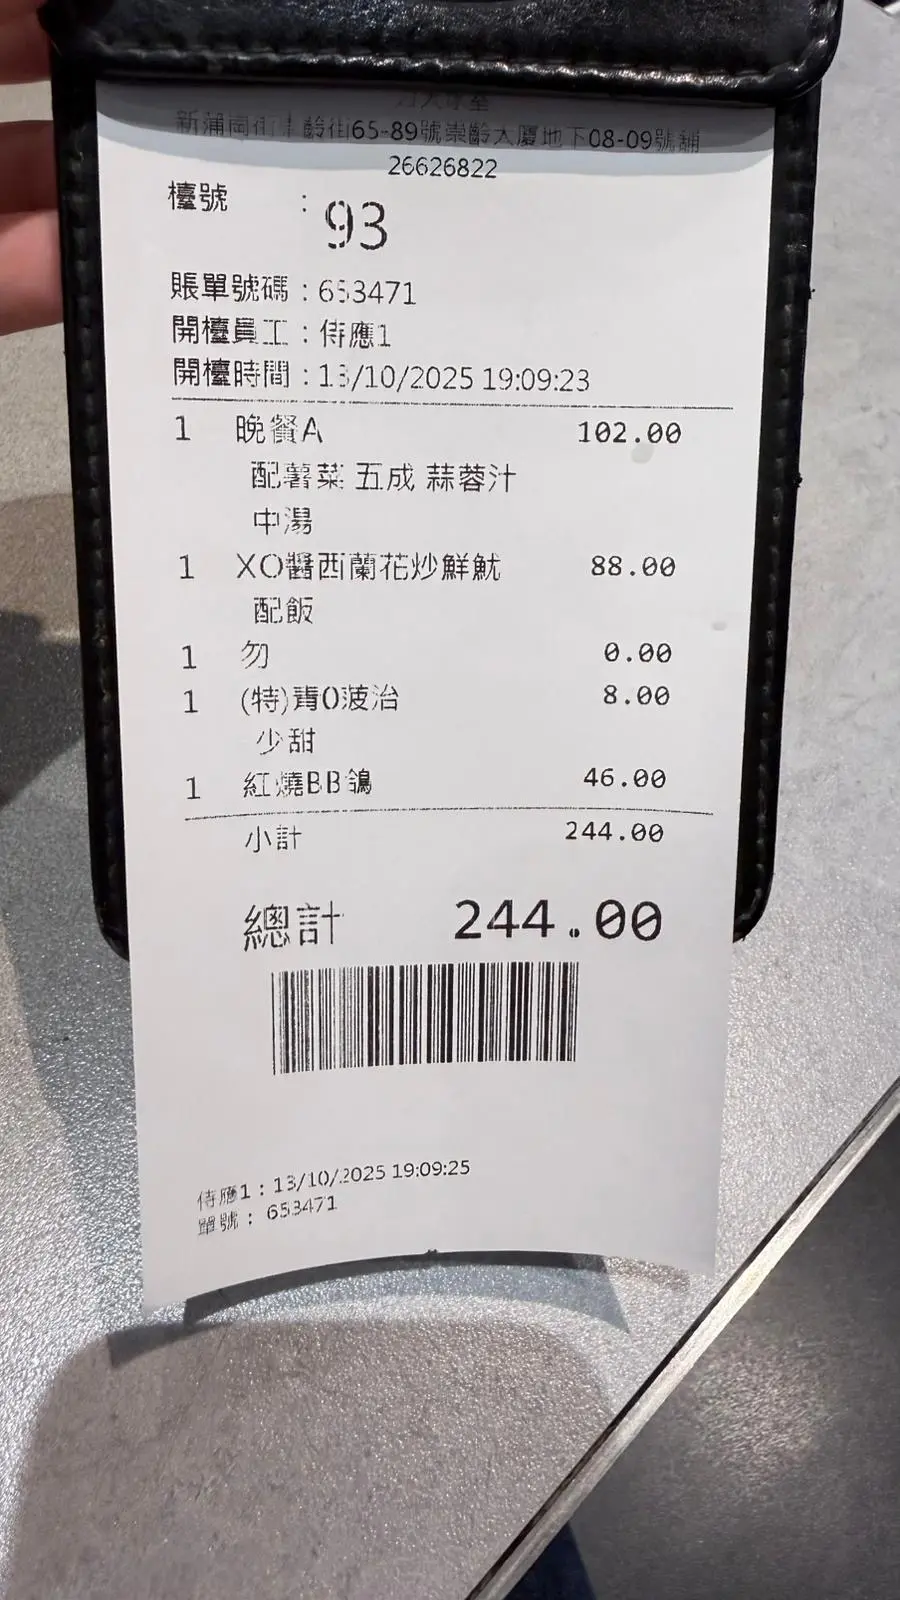 新蒲崗衍 齡街65-89號崇齡大廈地下08-09號舖
26626822
檯號 : 93
賬單號碼 : 653471
開檯員工 : 侍應1
開檯時間 : 13/10/2025 19:09:23
1 晚餐A 102.00
配薯菜 五成 蒜蓉汁
中湯
1 XO醬西蘭花炒鮮魷 88.00
配飯
1 勿 0.00
1 (特)青0菠治 8.00
少甜
1 紅燒BB鴿 46.00
小計 244.00
總計 244.00
侍應1 : 13/10/2025 19:09:25
單號 : 653471